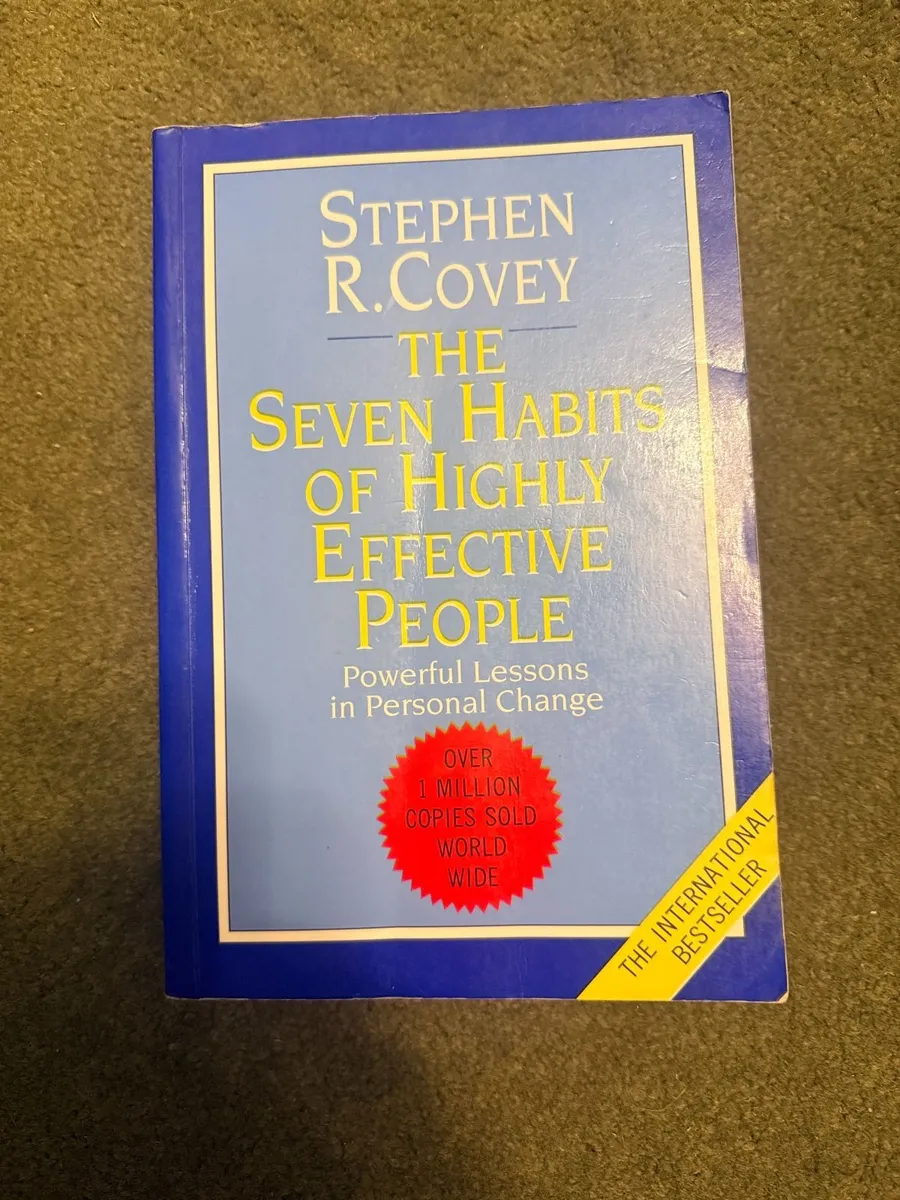 STEPHEN
R. COVEY
THE
SEVEN HABITS
OF HIGHLY
EFFECTIVE
PEOPLE
Powerful Lessons
in Personal Change
OVER
1 MILLION
COPIES SOLD
WORLD
WIDE
THE INTERNATIONAL
BESTSELLER